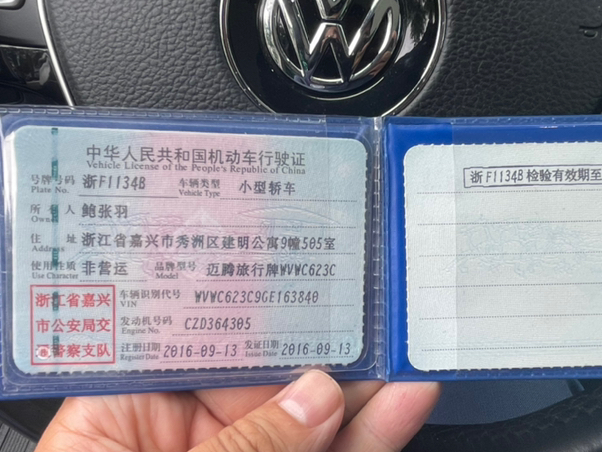 中华人民共和国机动车行驶证
Vehicle License of the People's Republic of China
号牌号码 浙F1134B 车辆类型 小型轿车
Plate No. Vehicle Type
所有人 鲍张羽
Owner
住址 浙江省嘉兴市秀洲区建明公寓9幢505室
Address
使用性质 非营运 品牌型号 迈腾旅行牌WVWC623C
Use Character Model
浙江省嘉兴
市公安局交
通警察支队
车辆识别代号 WVWC623C9GE163840
VIN
发动机号码 CZD364305
Engine No.
注册日期 2016-09-13 发证日期 2016-09-13
Register Date Issue Date
浙F1134B检验有效期至